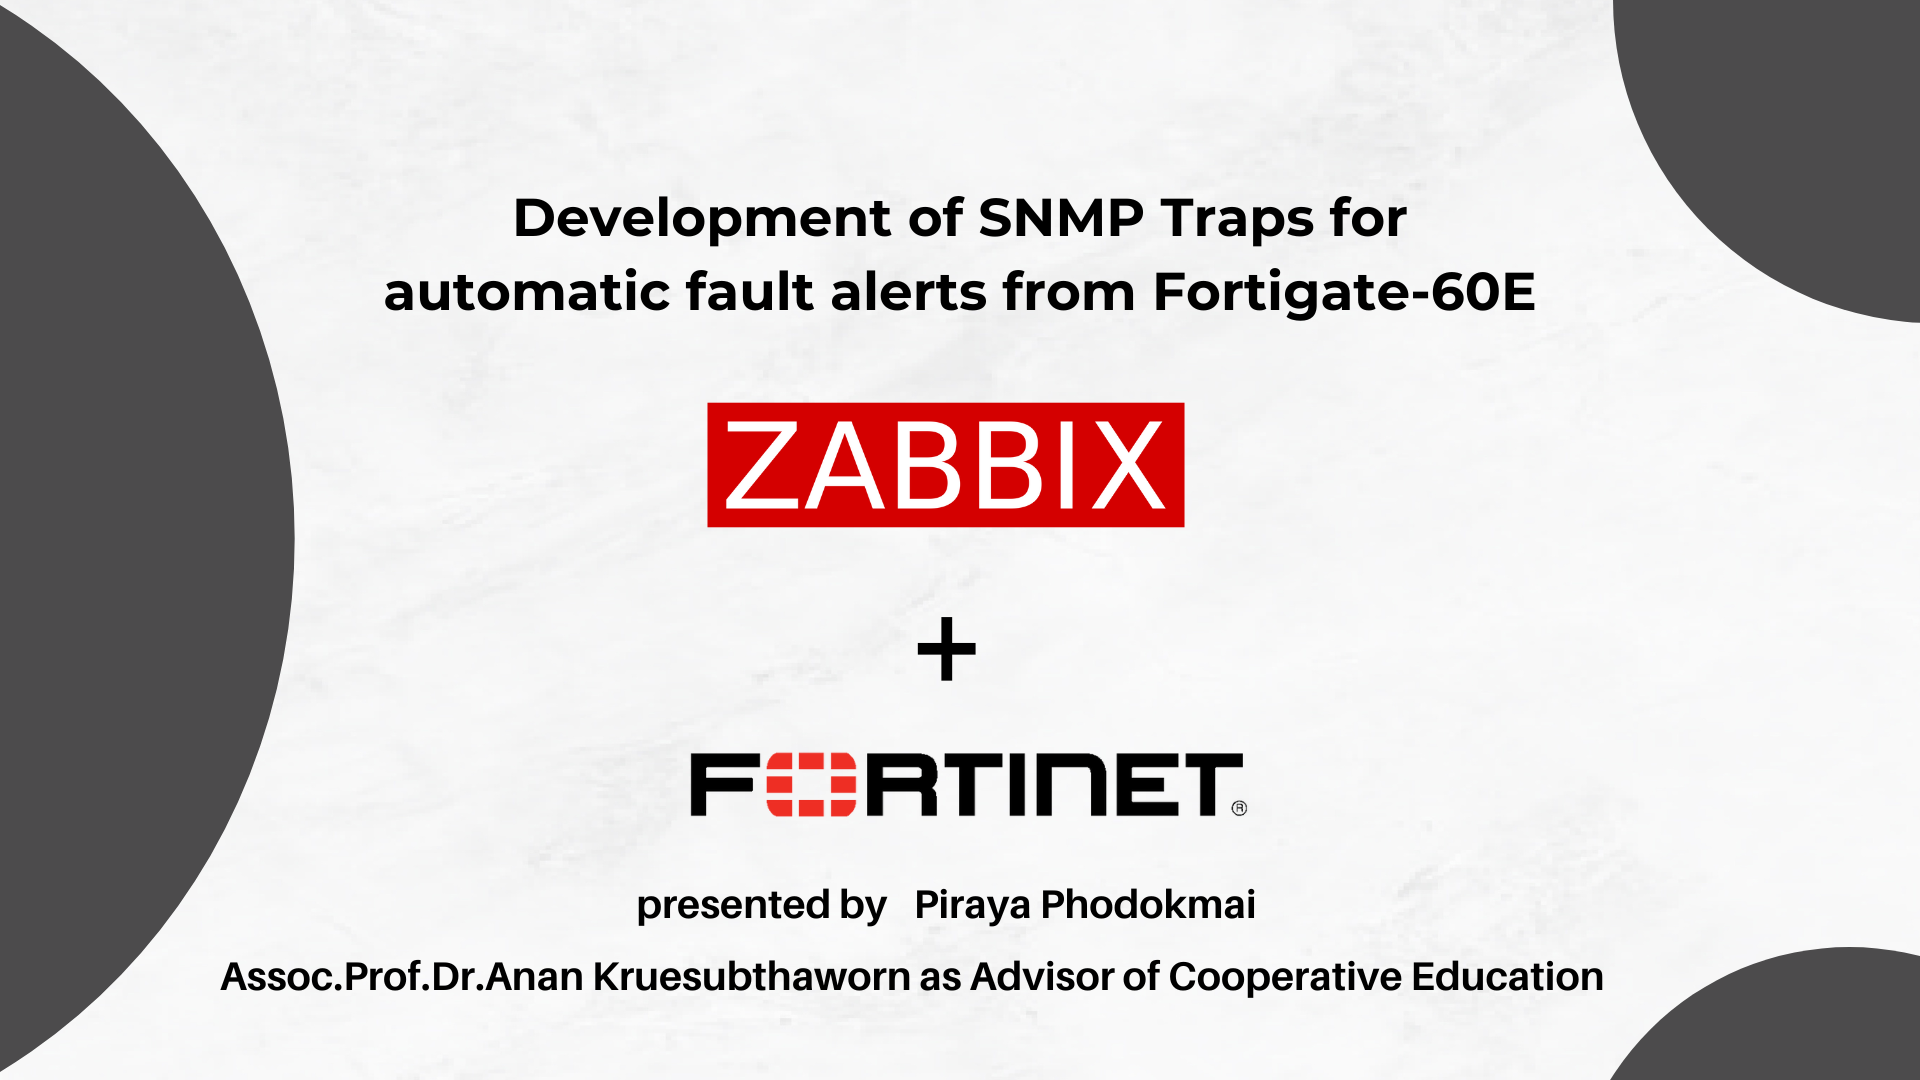 Development of SNMP Traps for
automatic fault alerts from Fortigate-60E
ZABBIX
+
FORTINET®
presented by Piraya Phodokmai
Assoc.Prof.Dr.Anan Kruesubthaworn as Advisor of Cooperative Education